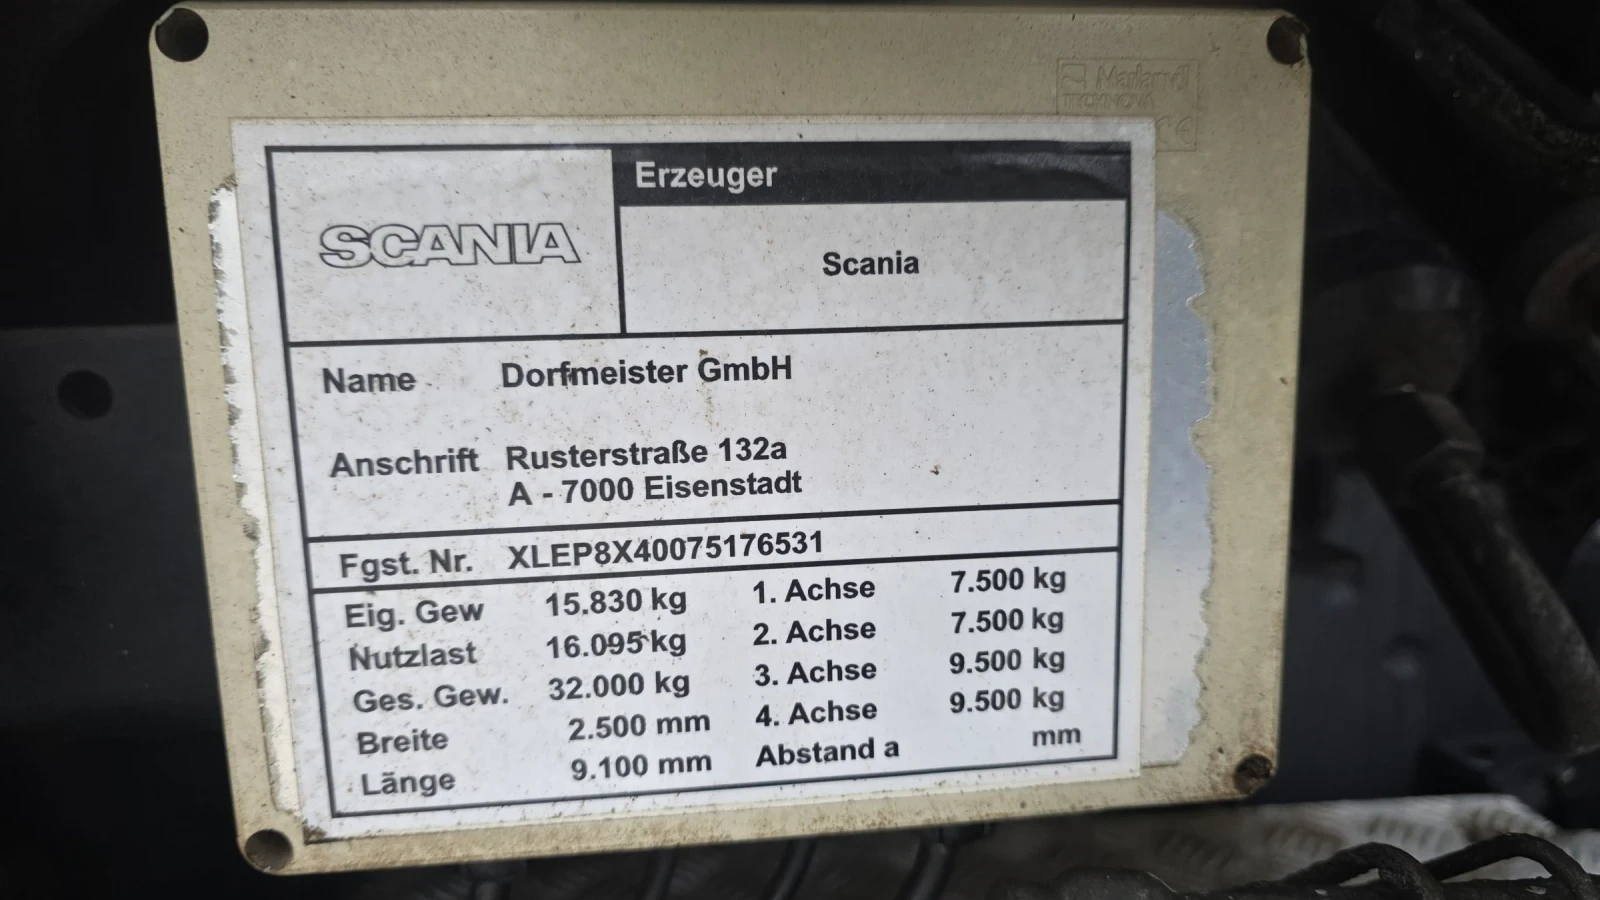 Marlanvil
TECNNOVA
CE
Erzeuger
SCANIA
Scania
Name Dorfmeister GmbH
Anschrift Rusterstraße 132a
A - 7000 Eisenstadt
Fgst. Nr. XLEP8X40075176531
Eig. Gew 15.830 kg 1. Achse 7.500 kg
Nutzlast 16.095 kg 2. Achse 7.500 kg
Ges. Gew. 32.000 kg 3. Achse 9.500 kg
Breite 2.500 mm 4. Achse 9.500 kg
Länge 9.100 mm Abstand a mm